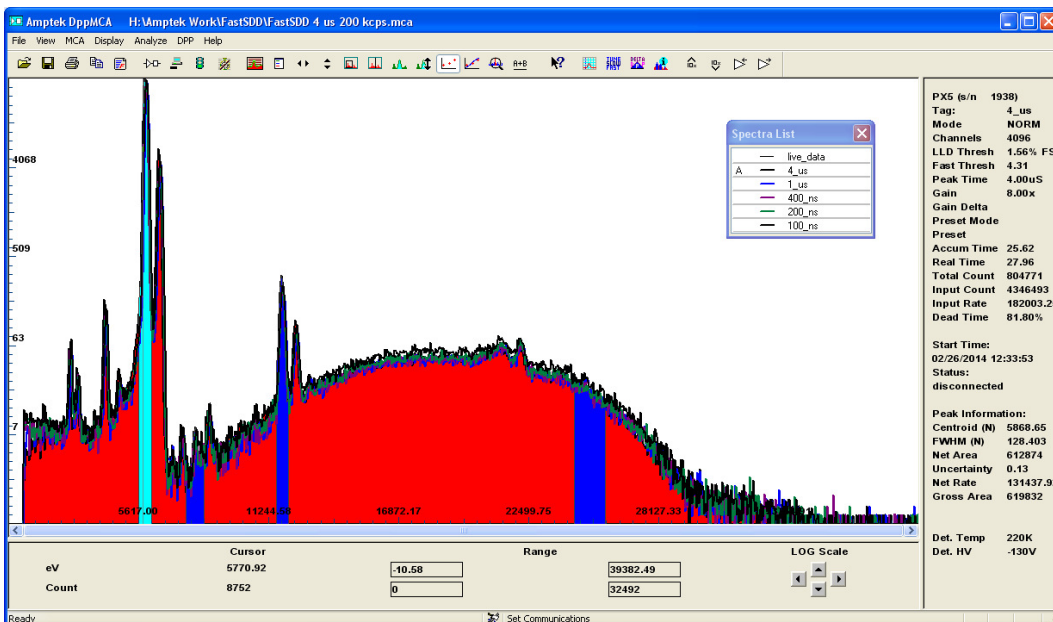 Amptek DppMCA H:\Amptek Work\FastSDD\FastSDD 4 us 200 kcps.mca
File View MCA Display Analyze DPP Help
A+B
4068
509
63
7
5617.00 11244.58 16872.17 22499.75 28127.33
Spectra List
live_data
A 4_us
1_us
400_ns
200_ns
100_ns
PX5 (s/n 1938)
Tag: 4_us
Mode NORM
Channels 4096
LLD Thresh 1.56% FS
Fast Thresh 4.31
Peak Time 4.00uS
Gain 8.00x
Gain Delta
Preset Mode
Preset
Accum Time 25.62
Real Time 27.96
Total Count 804771
Input Count 4346493
Input Rate 182003.2
Dead Time 81.80%
Start Time:
02/26/2014 12:33:53
Status:
disconnected
Peak Information:
Centroid (N) 5868.65
FWHM (N) 128.403
Net Area 612874
Uncertainty 0.13
Net Rate 131437.9
Gross Area 619832
Det. Temp 220K
Det. HV -130V
Cursor Range LOG Scale
eV 5770.92 -10.58 39382.49
Count 8752 0 32492
Ready Set Communications